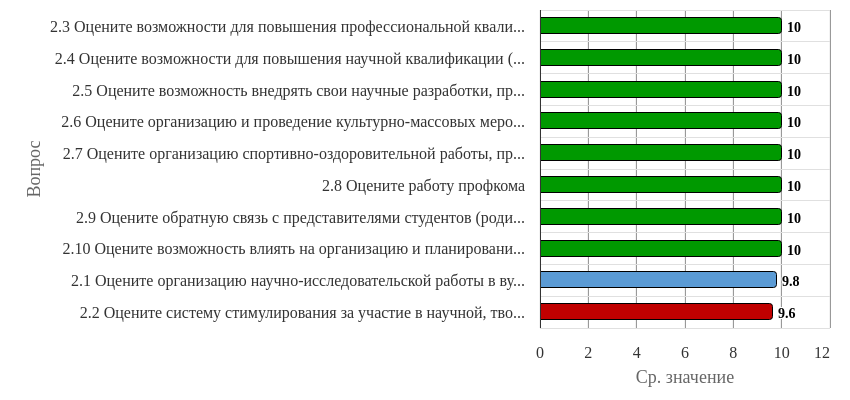 2.3 Оцените возможности для повышения профессиональной квали... 10
2.4 Оцените возможности для повышения научной квалификации (... 10
2.5 Оцените возможность внедрять свои научные разработки, пр... 10
2.6 Оцените организацию и проведение культурно-массовых меро... 10
2.7 Оцените организацию спортивно-оздоровительной работы, пр... 10
2.8 Оцените работу профкома 10
2.9 Оцените обратную связь с представителями студентов (роди... 10
2.10 Оцените возможность влиять на организацию и планировани... 10
2.1 Оцените организацию научно-исследовательской работы в ву... 9.8
2.2 Оцените систему стимулирования за участие в научной, тво... 9.6
Вопрос
0 2 4 6 8 10 12
Ср. значение